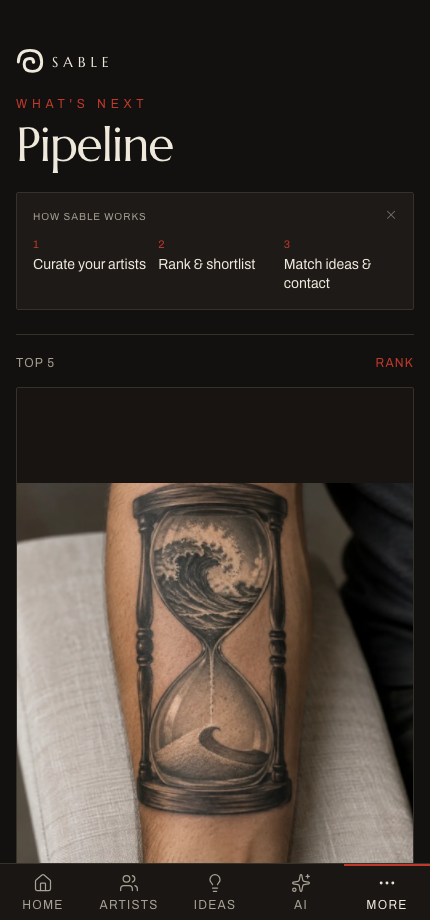 SABLE
WHAT'S NEXT
Pipeline
HOW SABLE WORKS
1
Curate your artists
2
Rank & shortlist
3
Match ideas &
contact
TOP 5
RANK
HOME
ARTISTS
IDEAS
AI
MORE